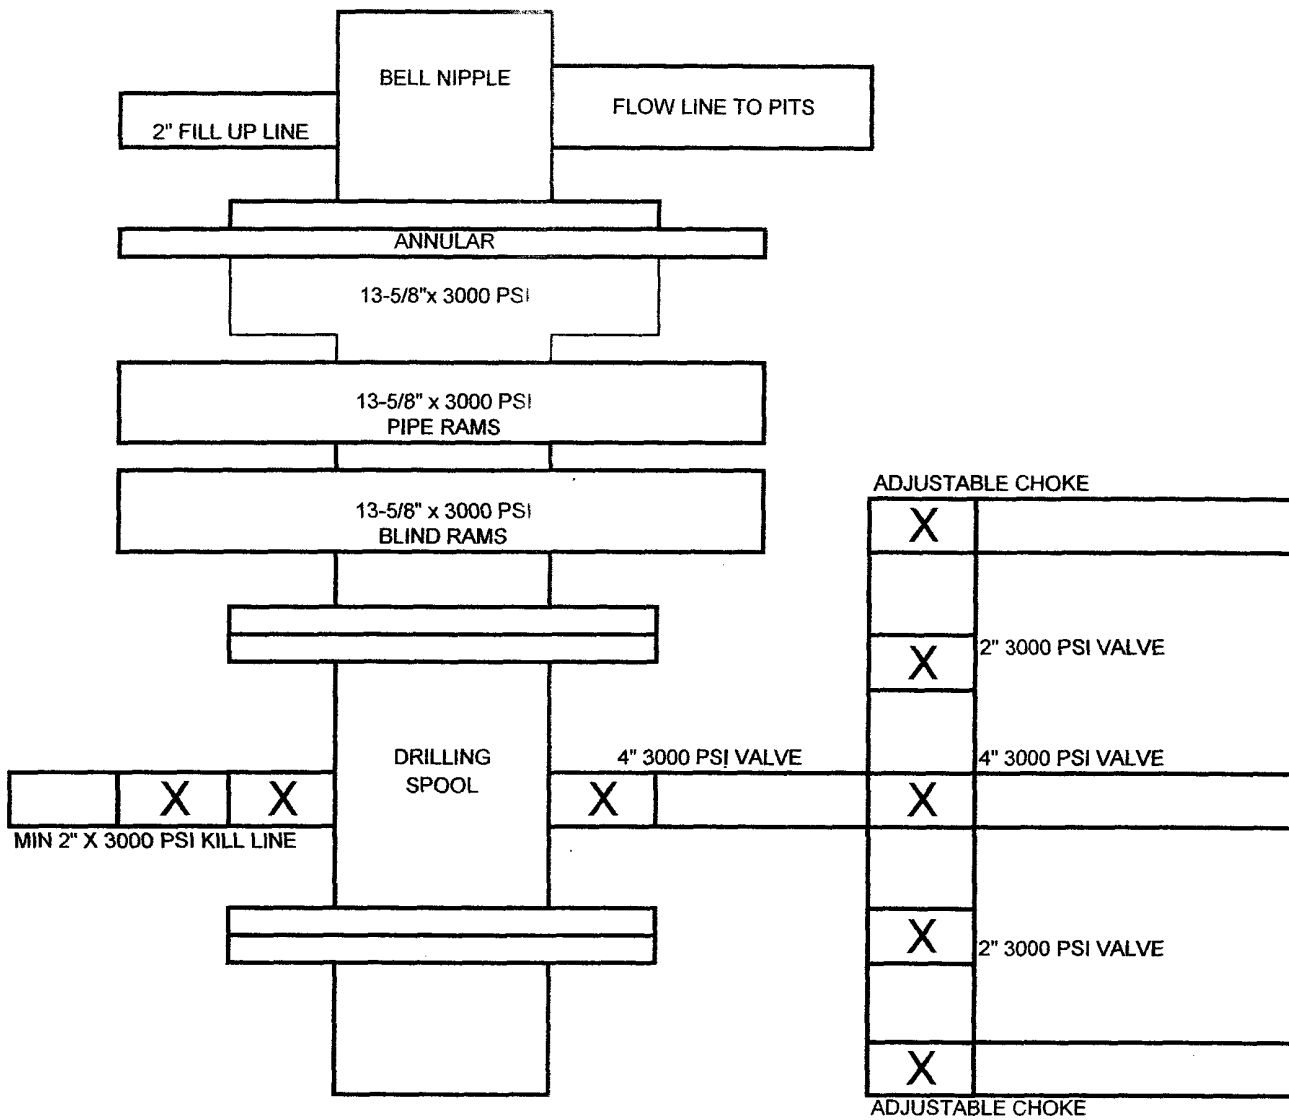 BELL NIPPLE
FLOW LINE TO PITS
2" FILL UP LINE
ANNULAR
13-5/8"x 3000 PSI
13-5/8" x 3000 PSI
PIPE RAMS
13-5/8" x 3000 PSI
BLIND RAMS
ADJUSTABLE CHOKE
X
X
2" 3000 PSI VALVE
DRILLING
SPOOL
4" 3000 PSI VALVE
4" 3000 PSI VALVE
X X X X
MIN 2" X 3000 PSI KILL LINE
X
2" 3000 PSI VALVE
X
ADJUSTABLE CHOKE